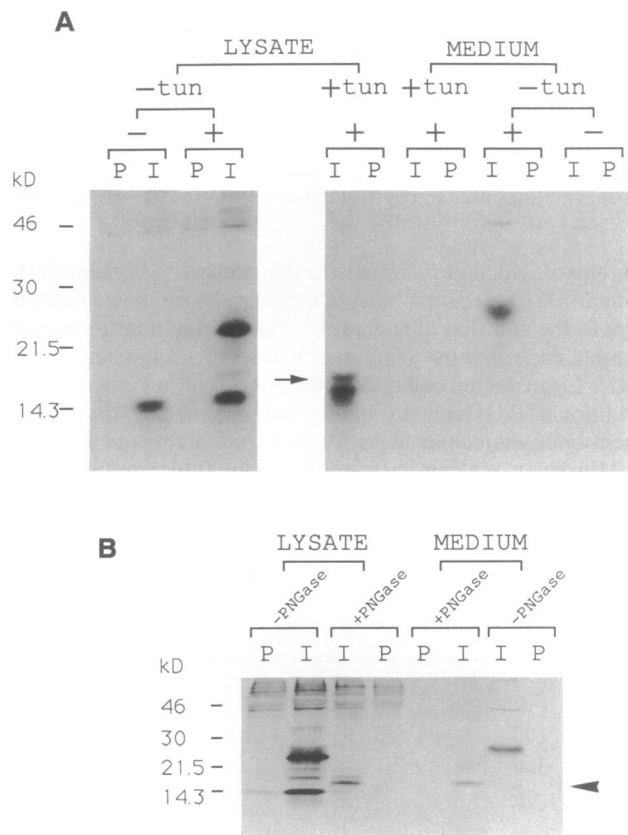 A
LYSATE MEDIUM
−tun +tun +tun −tun
− + + + + −
P I P I I P I P I P I P
kD
46
30
21.5
14.3
B
LYSATE MEDIUM
−PNGase +PNGase +PNGase −PNGase
P I I P P I I P
kD
46
30
21.5
14.3